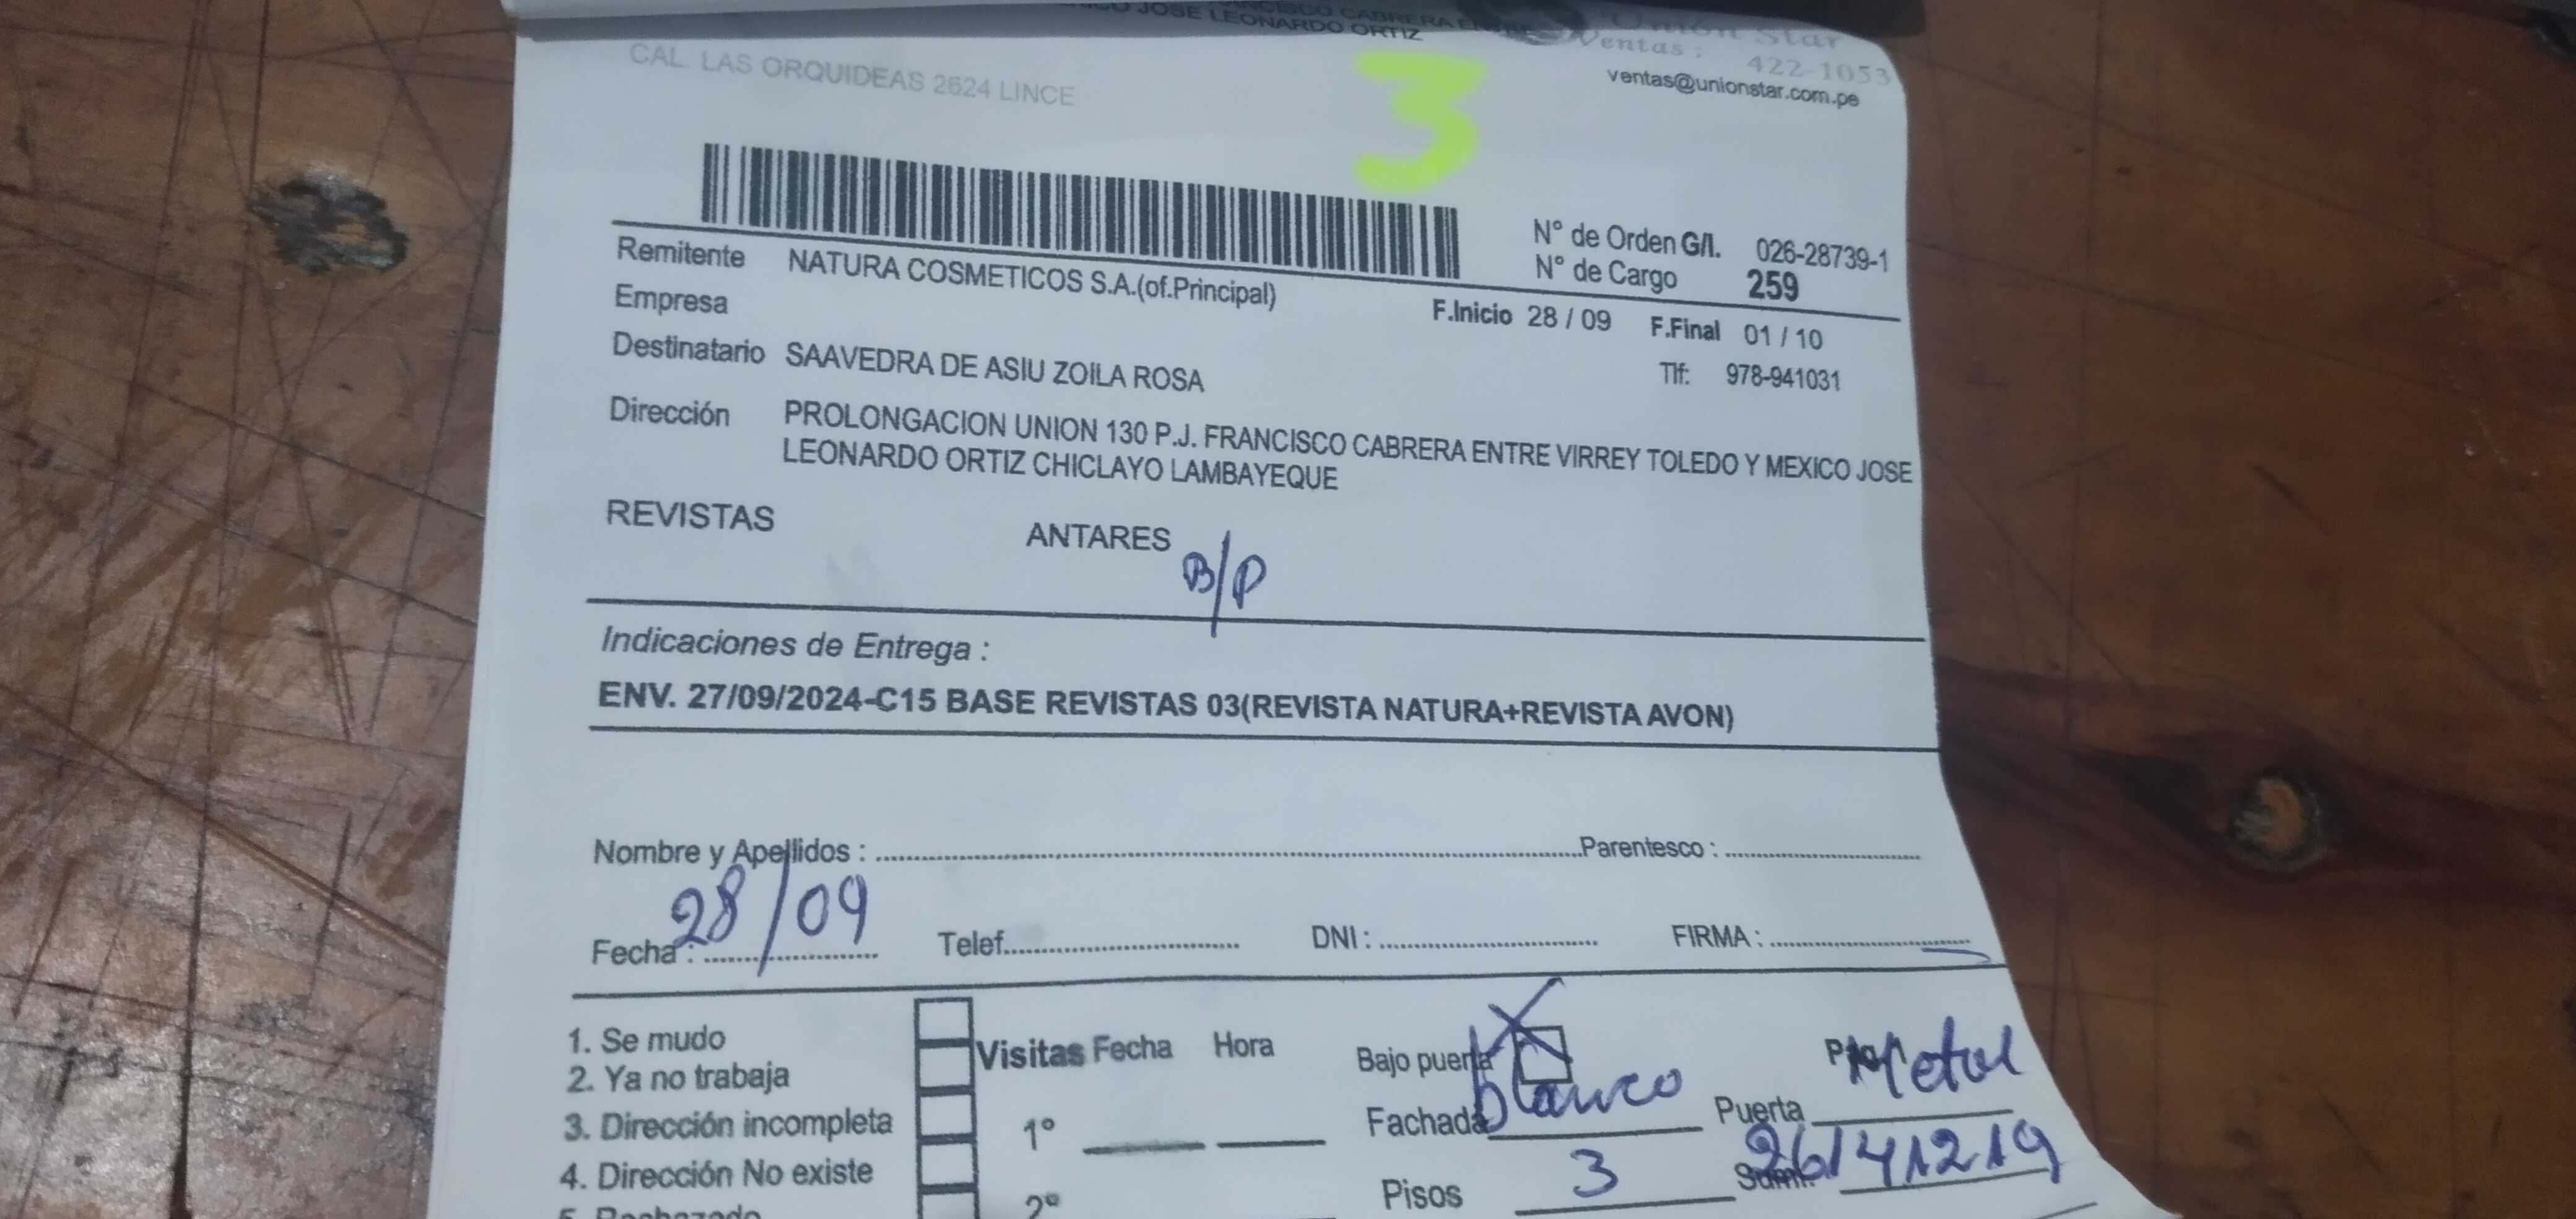 JOSE LEONARDO ORTIZ
Union Star
CAL. LAS ORQUIDEAS 2624 LINCE
Ventas : 422-1053
ventas@unionstar.com.pe
3
N° de Orden G/I. 026-28739-1
N° de Cargo 259
Remitente NATURA COSMETICOS S.A.(of.Principal)
Empresa F.Inicio 28 / 09 F.Final 01 / 10
Destinatario SAAVEDRA DE ASIU ZOILA ROSA Tlf: 978-941031
Dirección PROLONGACION UNION 130 P.J. FRANCISCO CABRERA ENTRE VIRREY TOLEDO Y MEXICO JOSE
LEONARDO ORTIZ CHICLAYO LAMBAYEQUE
REVISTAS ANTARES B/P
Indicaciones de Entrega :
ENV. 27/09/2024-C15 BASE REVISTAS 03(REVISTA NATURA+REVISTA AVON)
Nombre y Apellidos : Parentesco :
Fecha : 28/09 Telef. DNI : FIRMA :
1. Se mudo
2. Ya no trabaja
3. Dirección incompleta
4. Dirección No existe
5. Rechazado
Visitas Fecha Hora
1°
2°
Bajo puerta X
Fachada blanco Puerta Metal
Pisos 3 Sum.